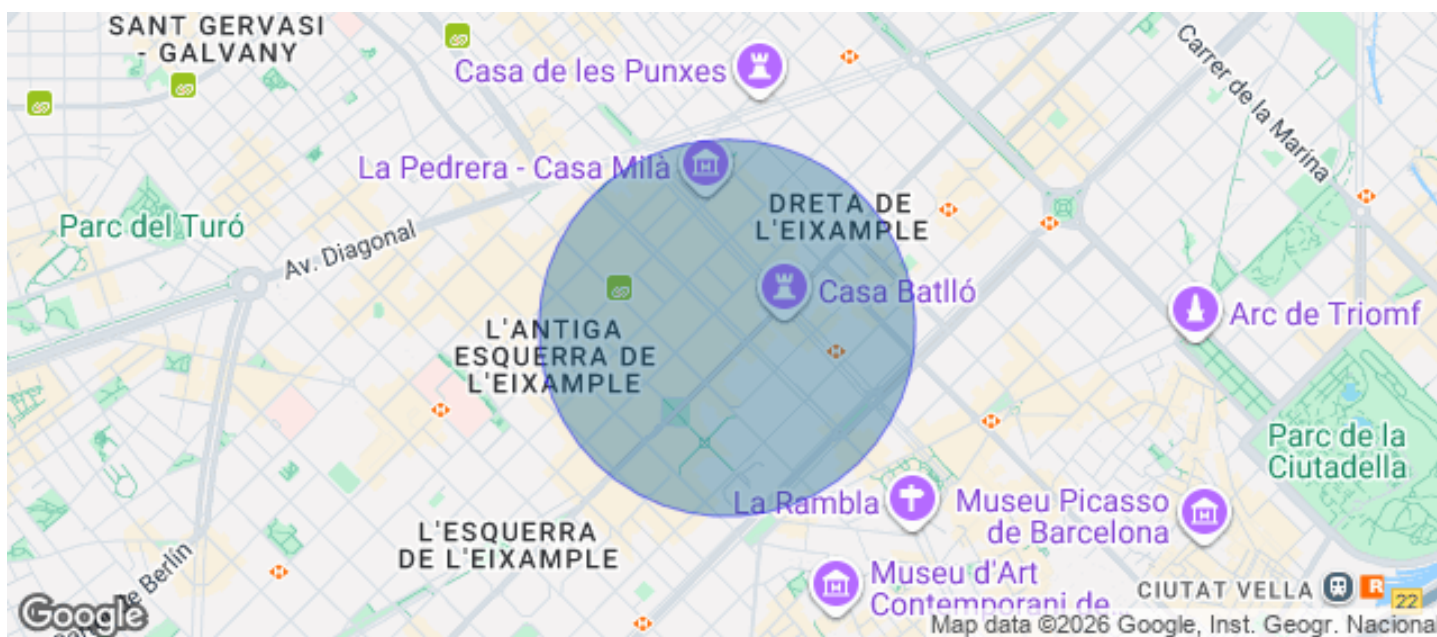 SANT GERVASI
- GALVANY
Casa de les Punxes
Carrer de la Marina
La Pedrera - Casa Milà
DRETA DE
L'EIXAMPLE
Parc del Turó
Av. Diagonal
Casa Batlló
Arc de Triomf
L'ANTIGA
ESQUERRA DE
L'EIXAMPLE
Parc de la
Ciutadella
La Rambla
Museu Picasso
de Barcelona
L'ESQUERRA
DE L'EIXAMPLE
de Berlín
Museu d'Art
Contemporani de...
CIUTAT VELLA
R
22
Google
Map data ©2026 Google, Inst. Geogr. Naciona